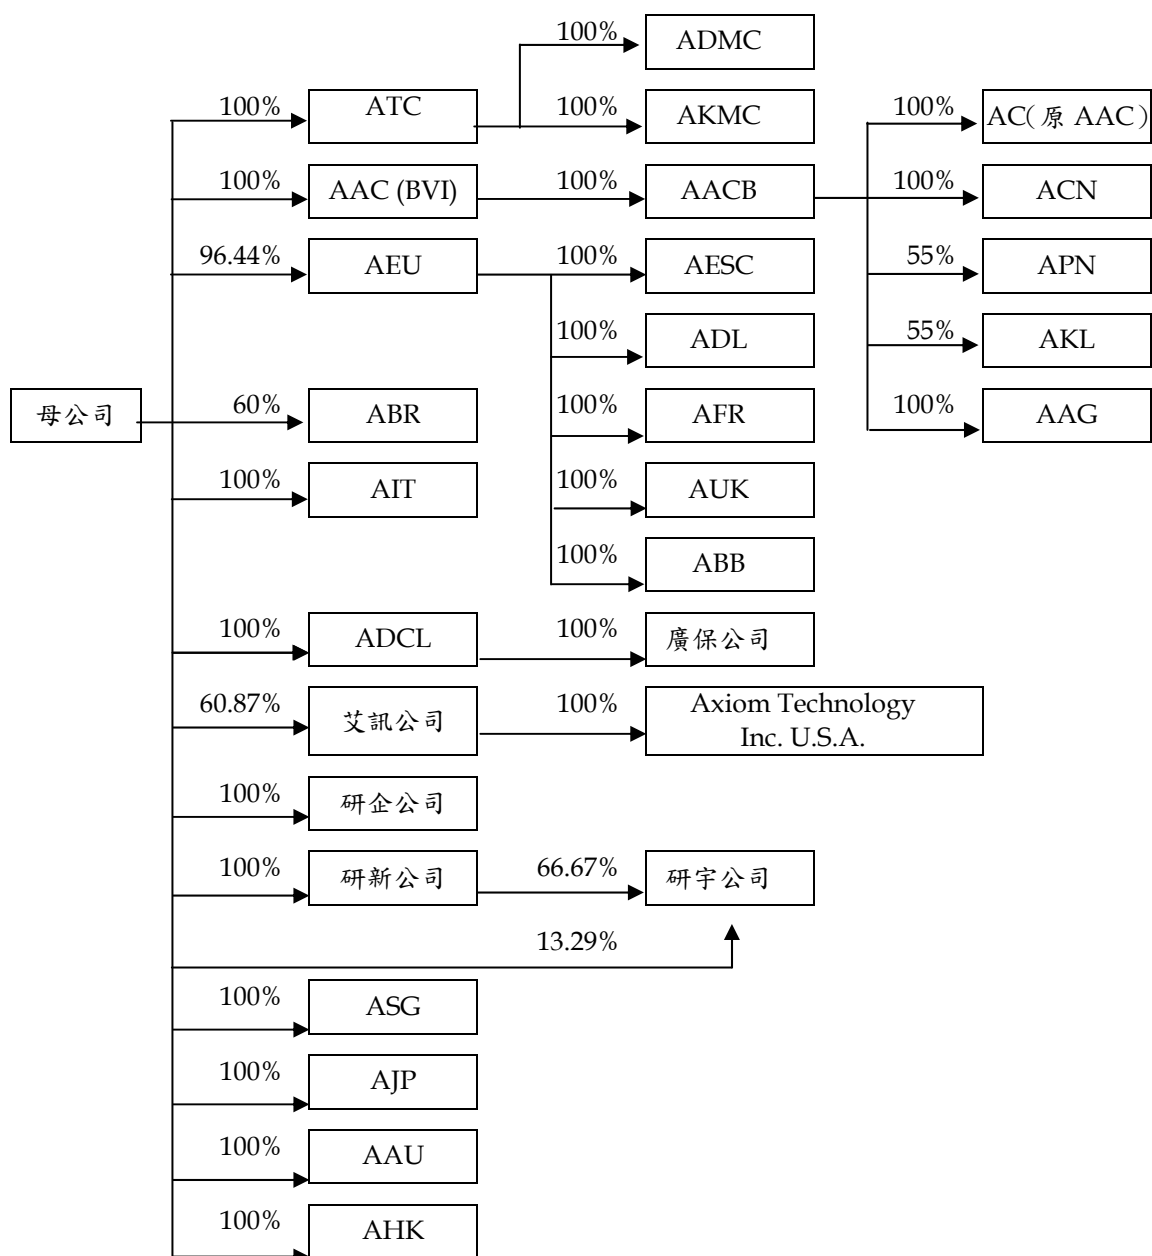 100%
ADMC
100%
ATC
100%
AKMC
100%
AC(原 AAC)
100%
AAC (BVI)
100%
AACB
100%
ACN
96.44%
AEU
100%
AESC
55%
APN
100%
ADL
55%
AKL
母公司
60%
ABR
100%
AFR
100%
AAG
100%
AIT
100%
AUK
100%
ABB
100%
ADCL
100%
廣保公司
60.87%
艾訊公司
100%
Axiom Technology
Inc. U.S.A.
100%
研企公司
100%
研新公司
66.67%
研宇公司
13.29%
100%
ASG
100%
AJP
100%
AAU
100%
AHK